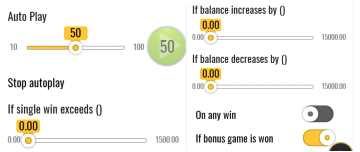 Auto Play
50
10 100
50
Stop autoplay
If single win exceeds ()
0.00
0.00 1500.00
If balance increases by ()
0.00
0.00 15000.00
If balance decreases by ()
0.00
0.00 15000.00
On any win
If bonus game is won